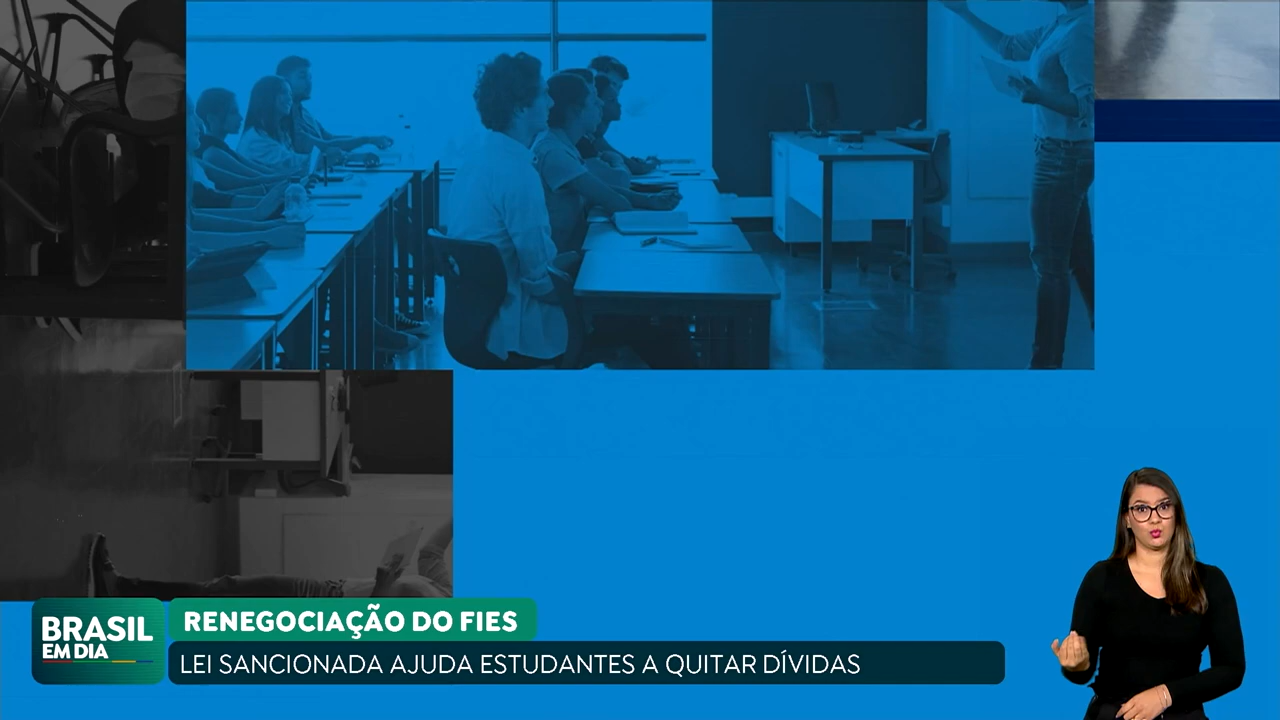 BRASIL
EM DIA
RENEGOCIAÇÃO DO FIES
LEI SANCIONADA AJUDA ESTUDANTES A QUITAR DÍVIDAS